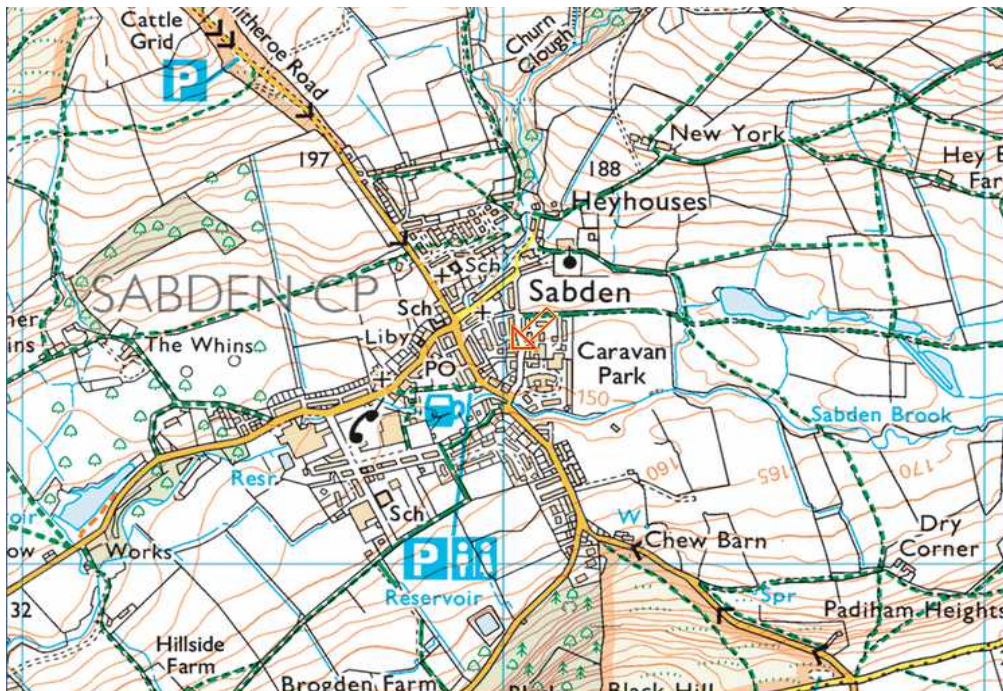 Cattle
Grid
Clitheroe Road
Churn
Clough
P
New York
197
188
Hey
Heyhouses
Sch
SABDEN CP
Sabden
Sch
Liby
The Whins
PO
Caravan
Park
150
Sabden Brook
160
165
170
Resr
Sch
W
Dry
Corner
Chew Barn
Works
P
Spr
Reservoir
32
Padiham Heights
Hillside
Farm
Brogden Farm
Black Hill